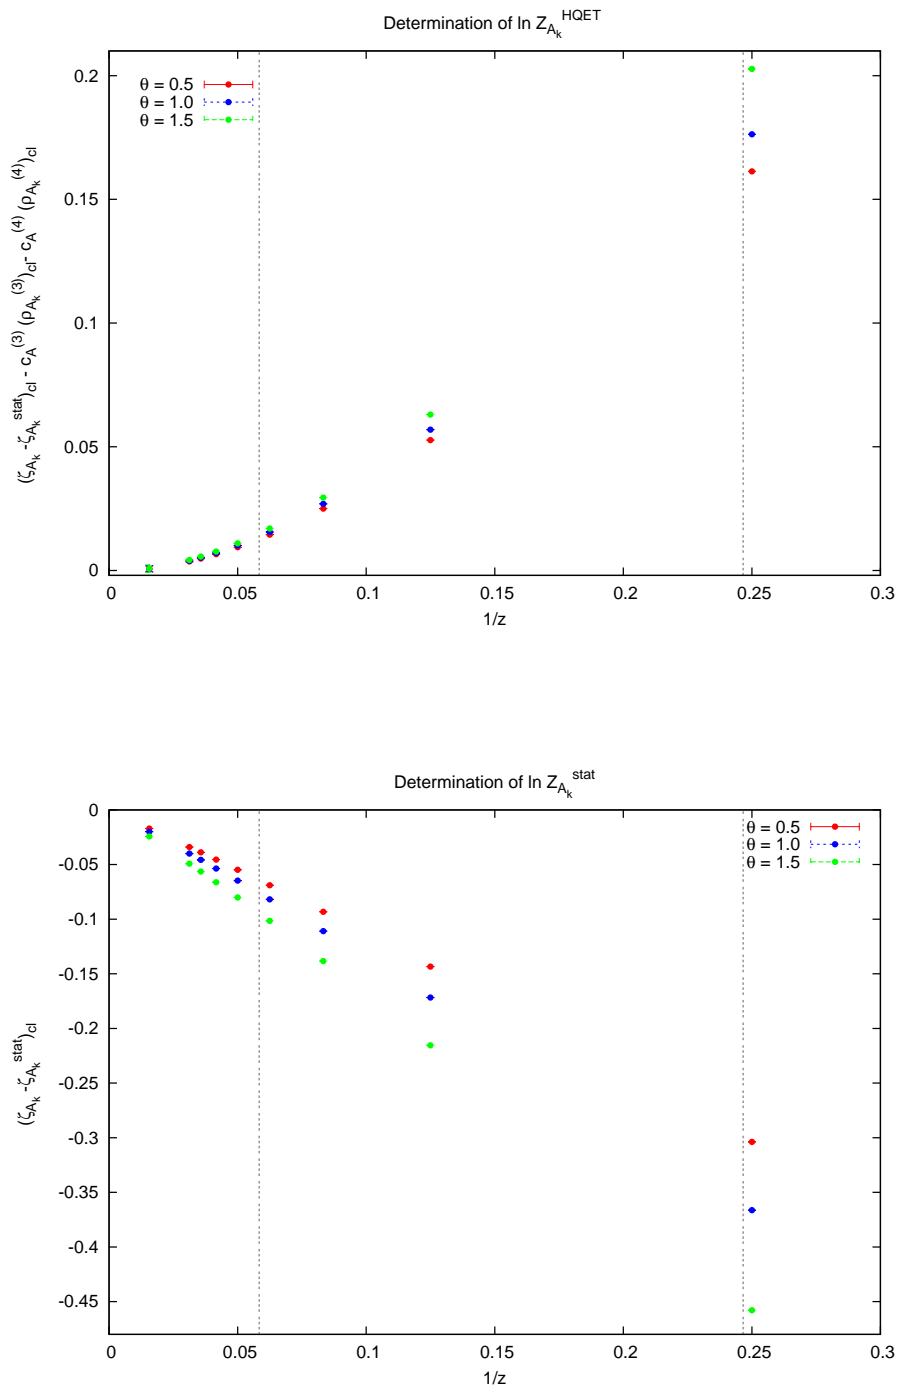 Determination of ln Z_{A_k}^{HQET}
θ = 0.5
θ = 1.0
θ = 1.5
(ζ_{A_k} -ζ_{A_k}^{stat})_{cl} - c_A^{(3)} (ρ_{A_k}^{(3)})_{cl}- c_A^{(4)} (ρ_{A_k}^{(4)})_{cl}
0.2
0.15
0.1
0.05
0
0 0.05 0.1 0.15 0.2 0.25 0.3
1/z
Determination of ln Z_{A_k}^{stat}
θ = 0.5
θ = 1.0
θ = 1.5
(ζ_{A_k} -ζ_{A_k}^{stat})_{cl}
0
-0.05
-0.1
-0.15
-0.2
-0.25
-0.3
-0.35
-0.4
-0.45
0 0.05 0.1 0.15 0.2 0.25 0.3
1/z